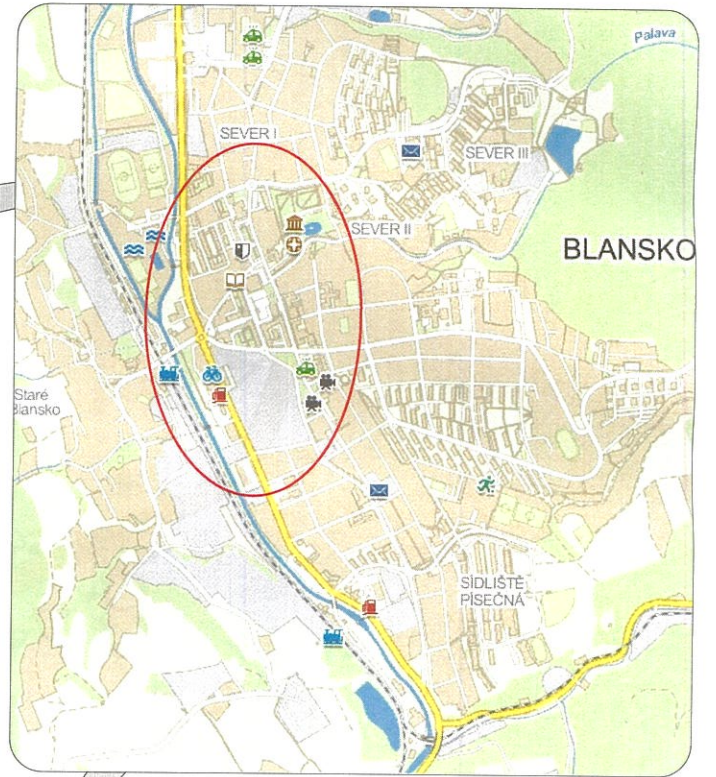 Palava
SEVER I
SEVER III
SEVER II
BLANSKO
Staré
Blansko
SÍDLIŠTĚ
PÍSEČNÁ